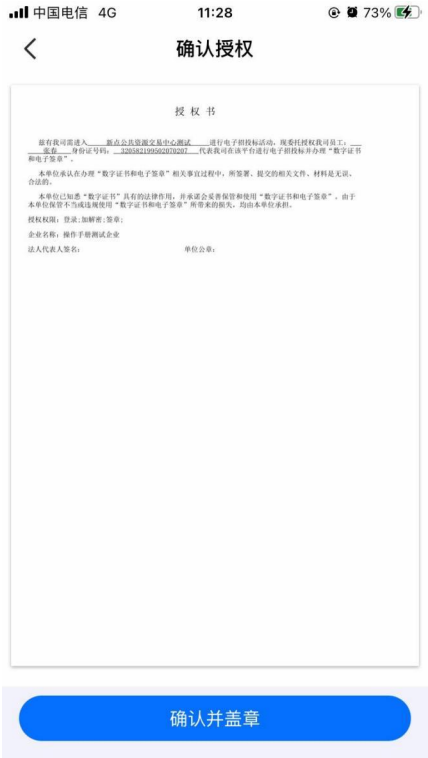 中国电信 4G 11:28 73%
确认授权
授 权 书
兹有我司需进入 新点公共资源交易中心测试 进行电子招投标活动，现委托授权我司员工：
张春 身份证号码： 320582199502070207 代表我司在该平台进行电子招投标并办理“数字证书
和电子签章”。
本单位承认在办理“数字证书和电子签章”相关事宜过程中，所签署、提交的相关文件、材料是无误、
合法的。
本单位已知悉“数字证书”具有的法律作用，并承诺会妥善保管和使用“数字证书和电子签章”，由于
本单位保管不当或违规使用“数字证书和电子签章”所带来的损失，均由本单位承担。
授权权限：登录;加解密;签章;
企业名称：操作手册测试企业
法人代表人签名： 单位公章：
确认并盖章